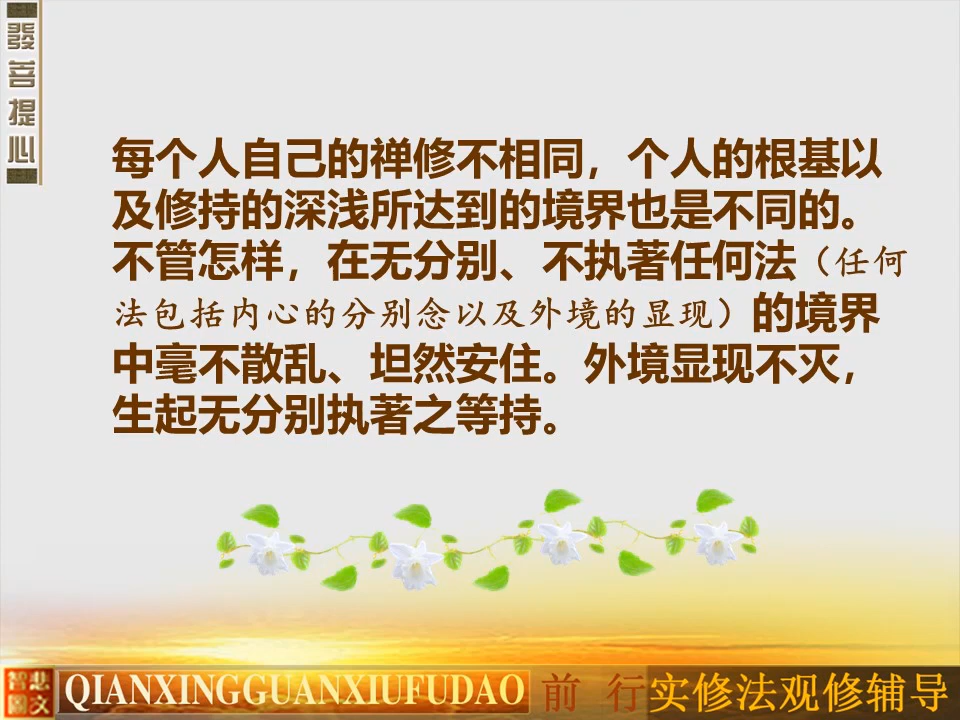 發菩提心
每个人自己的禅修不相同，个人的根基以
及修持的深浅所达到的境界也是不同的。
不管怎样，在无分别、不执著任何法（任何
法包括内心的分别念以及外境的显现）的境界
中毫不散乱、坦然安住。外境显现不灭，
生起无分别执著之等持。
QIANXINGGUANXIUFUDAO 前 行实修法观修辅导